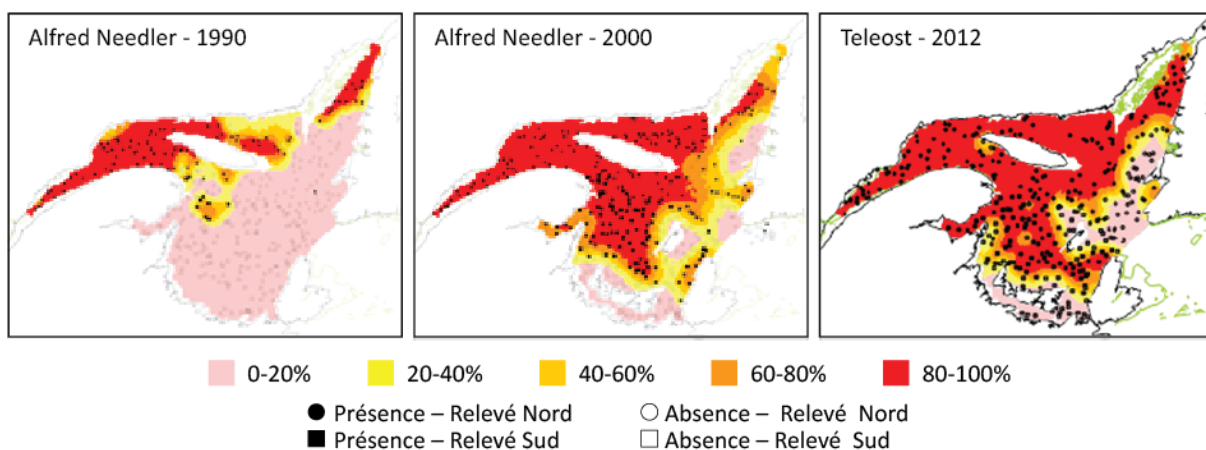 Alfred Needler - 1990
Alfred Needler - 2000
Teleost - 2012
0-20%
20-40%
40-60%
60-80%
80-100%
Présence – Relevé Nord
Absence – Relevé Nord
Présence – Relevé Sud
Absence – Relevé Sud